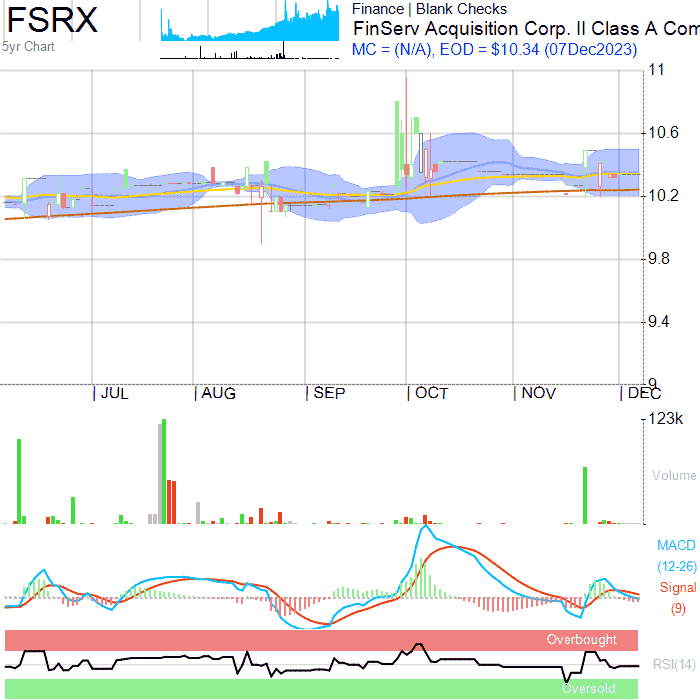 FSRX
5yr Chart
Finance | Blank Checks
FinServ Acquisition Corp. II Class A Com
MC = (N/A), EOD = $10.34 (07Dec2023)
11
10.6
10.2
9.8
9.4
9
JUL AUG SEP OCT NOV DEC
123k
Volume
MACD
(12-26)
Signal
(9)
Overbought
RSI(14)
Oversold